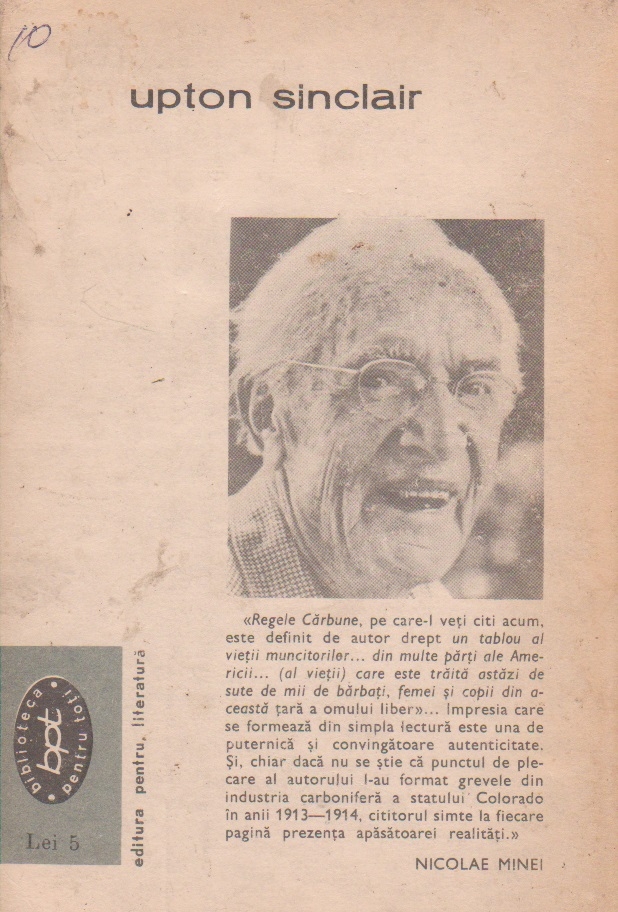 10
upton sinclair
«Regele Cărbune, pe care-l veți citi acum,
este definit de autor drept un tablou al
vieții muncitorilor... din multe părți ale Ame-
ricii... (al vieții) care este trăită astăzi de
sute de mii de bărbați, femei și copii din a-
ceastă țară a omului liber»... Impresia care
se formează din simpla lectură este una de
puternică și convingătoare autenticitate.
Și, chiar dacă nu se știe că punctul de ple-
care al autorului l-au format grevele din
industria carboniferă a statului Colorado
în anii 1913—1914, cititorul simte la fiecare
pagină prezența apăsătoarei realități.»
NICOLAE MINEI
biblioteca
bpt
pentru toți
Lei 5
editura pentru literatură